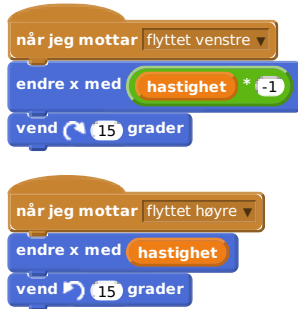 når jeg mottar flyttet venstre
endre x med hastighet * -1
vend 15 grader
når jeg mottar flyttet høyre
endre x med hastighet
vend 15 grader